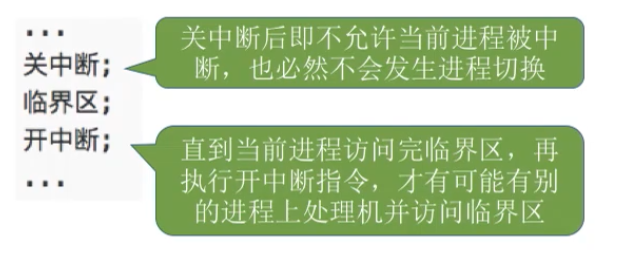 ...
关中断;
临界区;
开中断;
...
关中断后即不允许当前进程被中
断，也必然不会发生进程切换
直到当前进程访问完临界区，再
执行开中断指令，才有可能有别
的进程上处理机并访问临界区